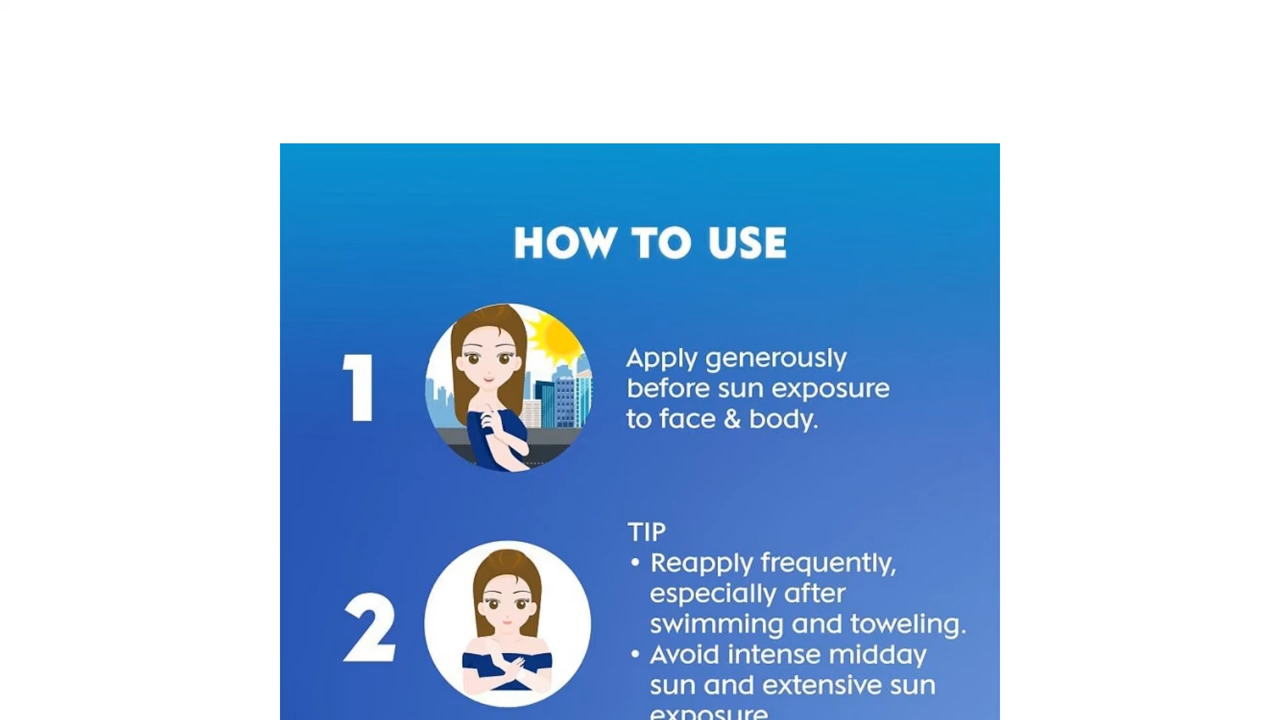 HOW TO USE
1
Apply generously
before sun exposure
to face & body.
2
TIP
• Reapply frequently,
especially after
swimming and toweling.
• Avoid intense midday
sun and extensive sun
exposure